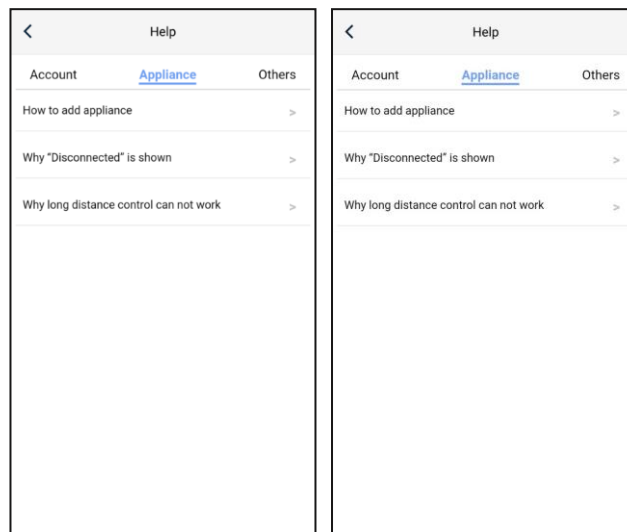 Help
Account Appliance Others
How to add appliance >
Why “Disconnected” is shown >
Why long distance control can not work >
Help
Account Appliance Others
How to add appliance >
Why “Disconnected” is shown >
Why long distance control can not work >